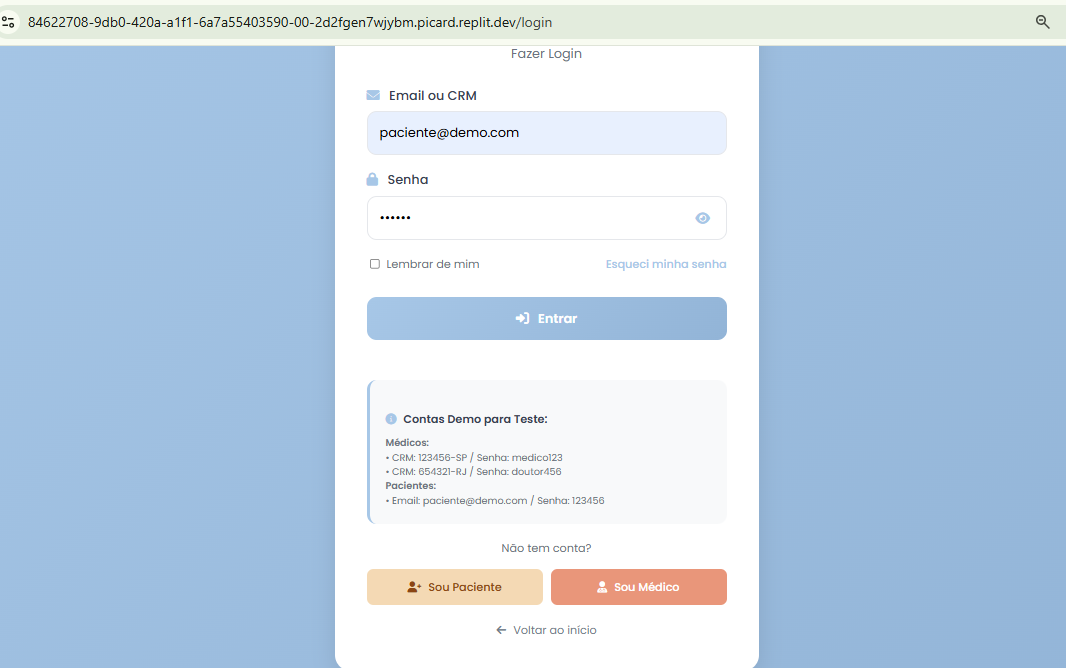 84622708-9db0-420a-a1f1-6a7a55403590-00-2d2fgen7wjybm.picard.replit.dev/login
Fazer Login
Email ou CRM
paciente@demo.com
Senha
••••••
Lembrar de mim
Esqueci minha senha
Entrar
Contas Demo para Teste:
Médicos:
• CRM: 123456-SP / Senha: medico123
• CRM: 654321-RJ / Senha: doutor456
Pacientes:
• Email: paciente@demo.com / Senha: 123456
Não tem conta?
Sou Paciente
Sou Médico
← Voltar ao início